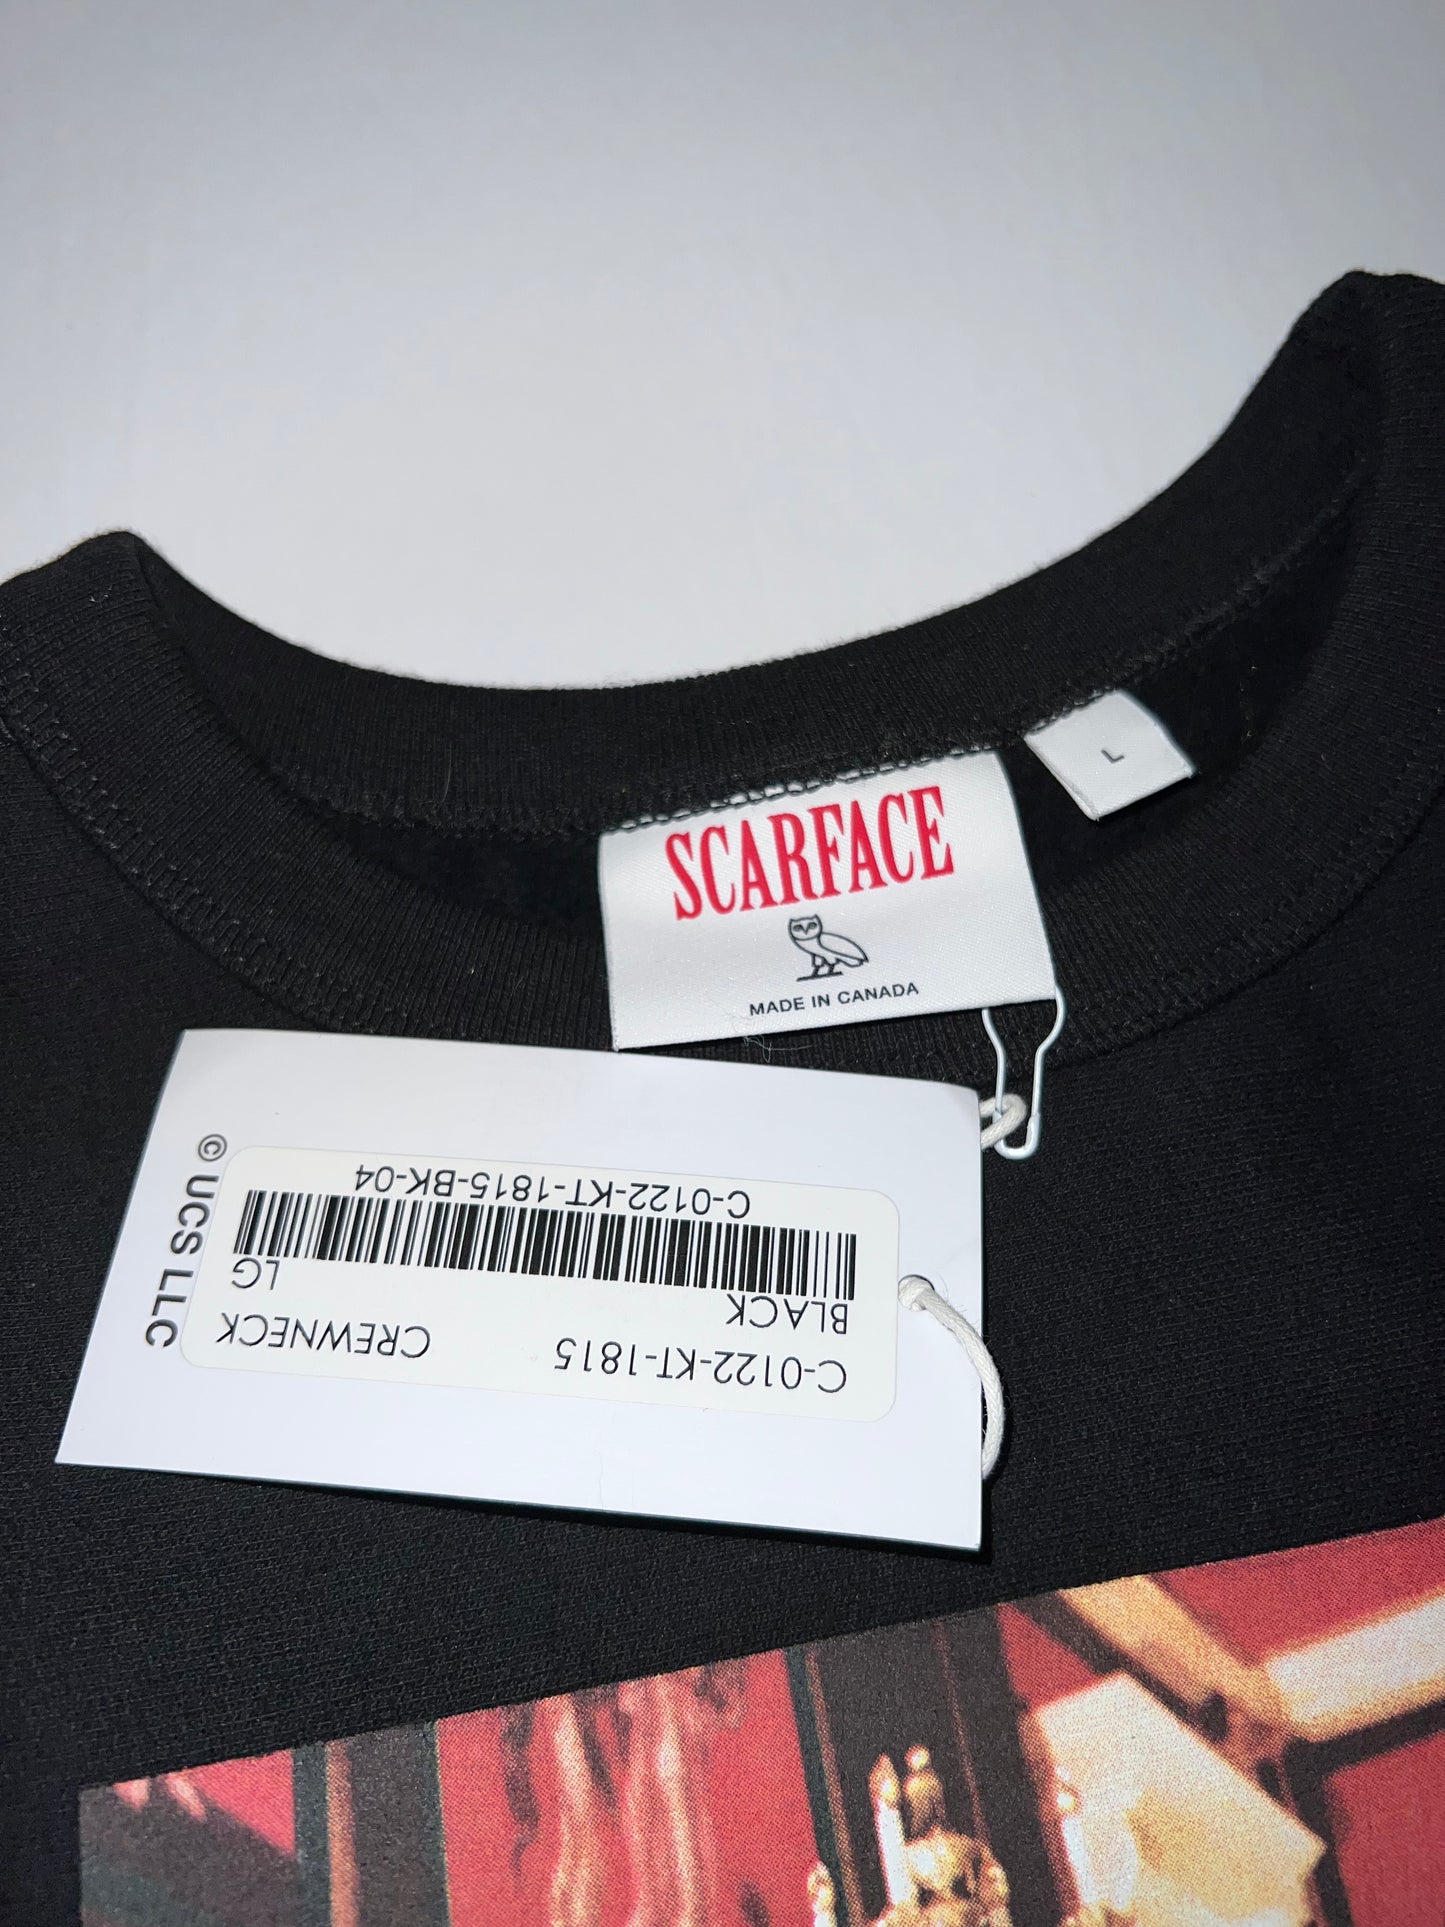 L
SCARFACE
MADE IN CANADA
C-0122-KT-1815 CREWNECK
BLACK LG
C-0122-KT-1815-BK-04
© UCS LLC